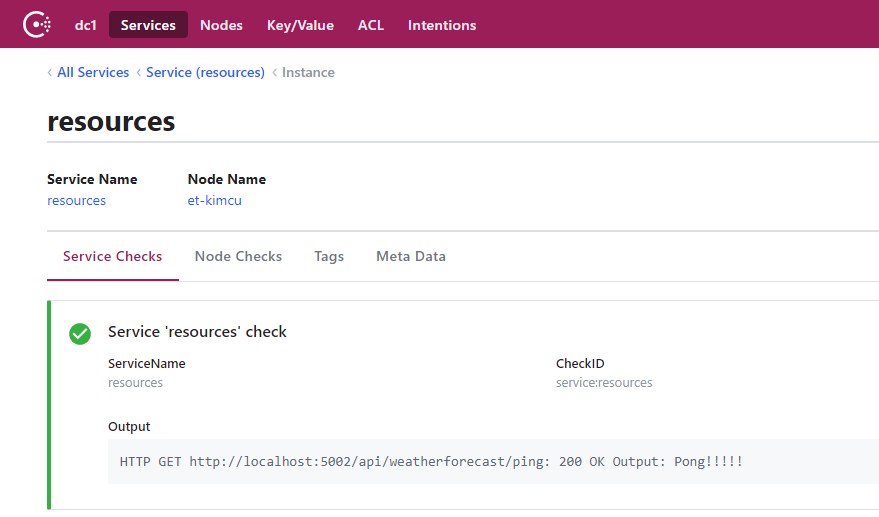 dc1 Services Nodes Key/Value ACL Intentions
‹ All Services ‹ Service (resources) ‹ Instance
resources
Service Name Node Name
resources et-kimcu
Service Checks Node Checks Tags Meta Data
Service 'resources' check
ServiceName CheckID
resources service:resources
Output
HTTP GET http://localhost:5002/api/weatherforecast/ping: 200 OK Output: Pong!!!!!